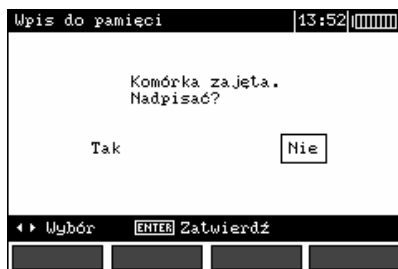 Wpis do pamięci 13:52
Komórka zajęta.
Nadpisać?
Tak Nie
Wybór ENTER Zatwierdź